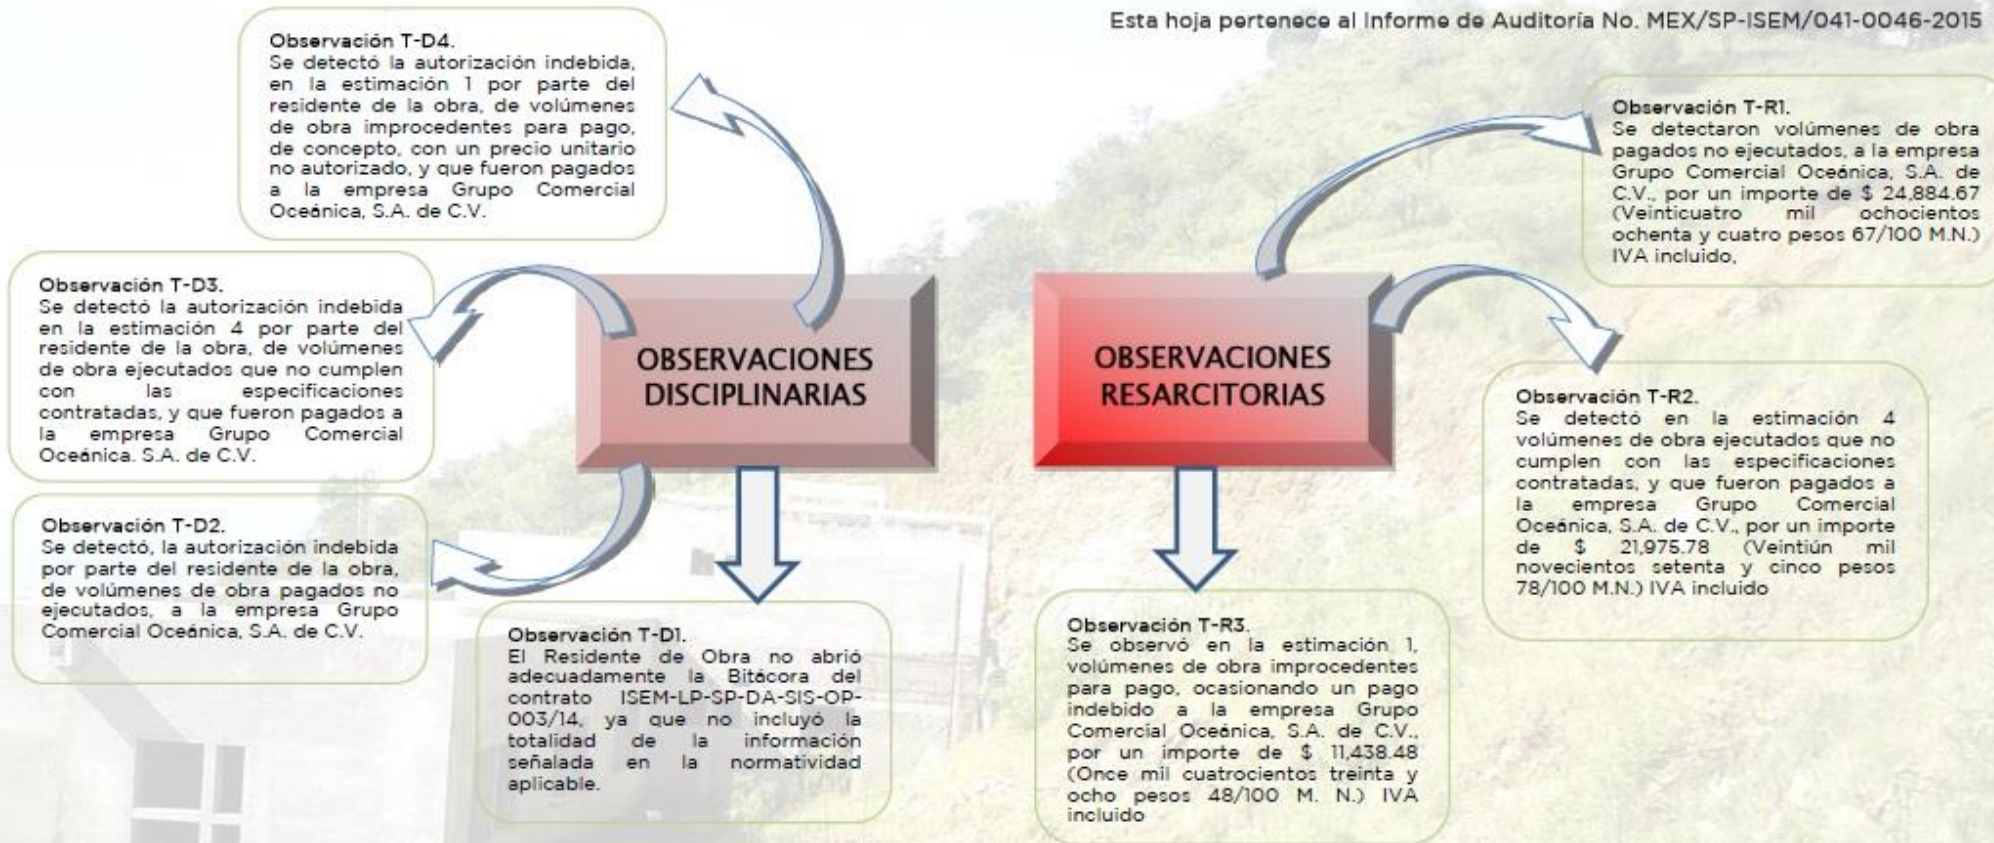 Esta hoja pertenece al Informe de Auditoría No. MEX/SP-ISEM/041-0046-2015
Observación T-D4.
Se detectó la autorización indebida,
en la estimación 1 por parte del
residente de la obra, de volúmenes
de obra improcedentes para pago,
de concepto, con un precio unitario
no autorizado, y que fueron pagados
a la empresa Grupo Comercial
Oceánica, S.A. de C.V.
Observación T-D3.
Se detectó la autorización indebida
en la estimación 4 por parte del
residente de la obra, de volúmenes
de obra ejecutados que no cumplen
con las especificaciones
contratadas, y que fueron pagados a
la empresa Grupo Comercial
Oceánica. S.A. de C.V.
Observación T-D2.
Se detectó, la autorización indebida
por parte del residente de la obra,
de volúmenes de obra pagados no
ejecutados, a la empresa Grupo
Comercial Oceánica, S.A. de C.V.
OBSERVACIONES
DISCIPLINARIAS
Observación T-D1.
El Residente de Obra no abrió
adecuadamente la Bitácora del
contrato ISEM-LP-SP-DA-SIS-OP-
003/14, ya que no incluyó la
totalidad de la información
señalada en la normatividad
aplicable.
OBSERVACIONES
RESARCITORIAS
Observación T-R1.
Se detectaron volúmenes de obra
pagados no ejecutados, a la empresa
Grupo Comercial Oceánica, S.A. de
C.V., por un importe de $ 24,884.67
(Veinticuatro mil ochocientos
ochenta y cuatro pesos 67/100 M.N.)
IVA incluido,
Observación T-R2.
Se detectó en la estimación 4
volúmenes de obra ejecutados que no
cumplen con las especificaciones
contratadas, y que fueron pagados a
la empresa Grupo Comercial
Oceánica, S.A. de C.V., por un importe
de $ 21,975.78 (Veintiún mil
novecientos setenta y cinco pesos
78/100 M.N.) IVA incluido
Observación T-R3.
Se observó en la estimación 1,
volúmenes de obra improcedentes
para pago, ocasionando un pago
indebido a la empresa Grupo
Comercial Oceánica, S.A. de C.V.,
por un importe de $ 11,438.48
(Once mil cuatrocientos treinta y
ocho pesos 48/100 M. N.) IVA
incluido